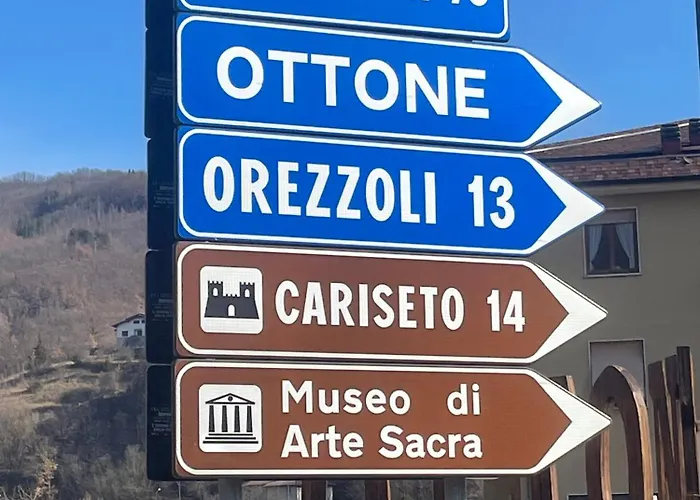 OTTONE
OREZZOLI 13
CARISETO 14
Museo di
Arte Sacra